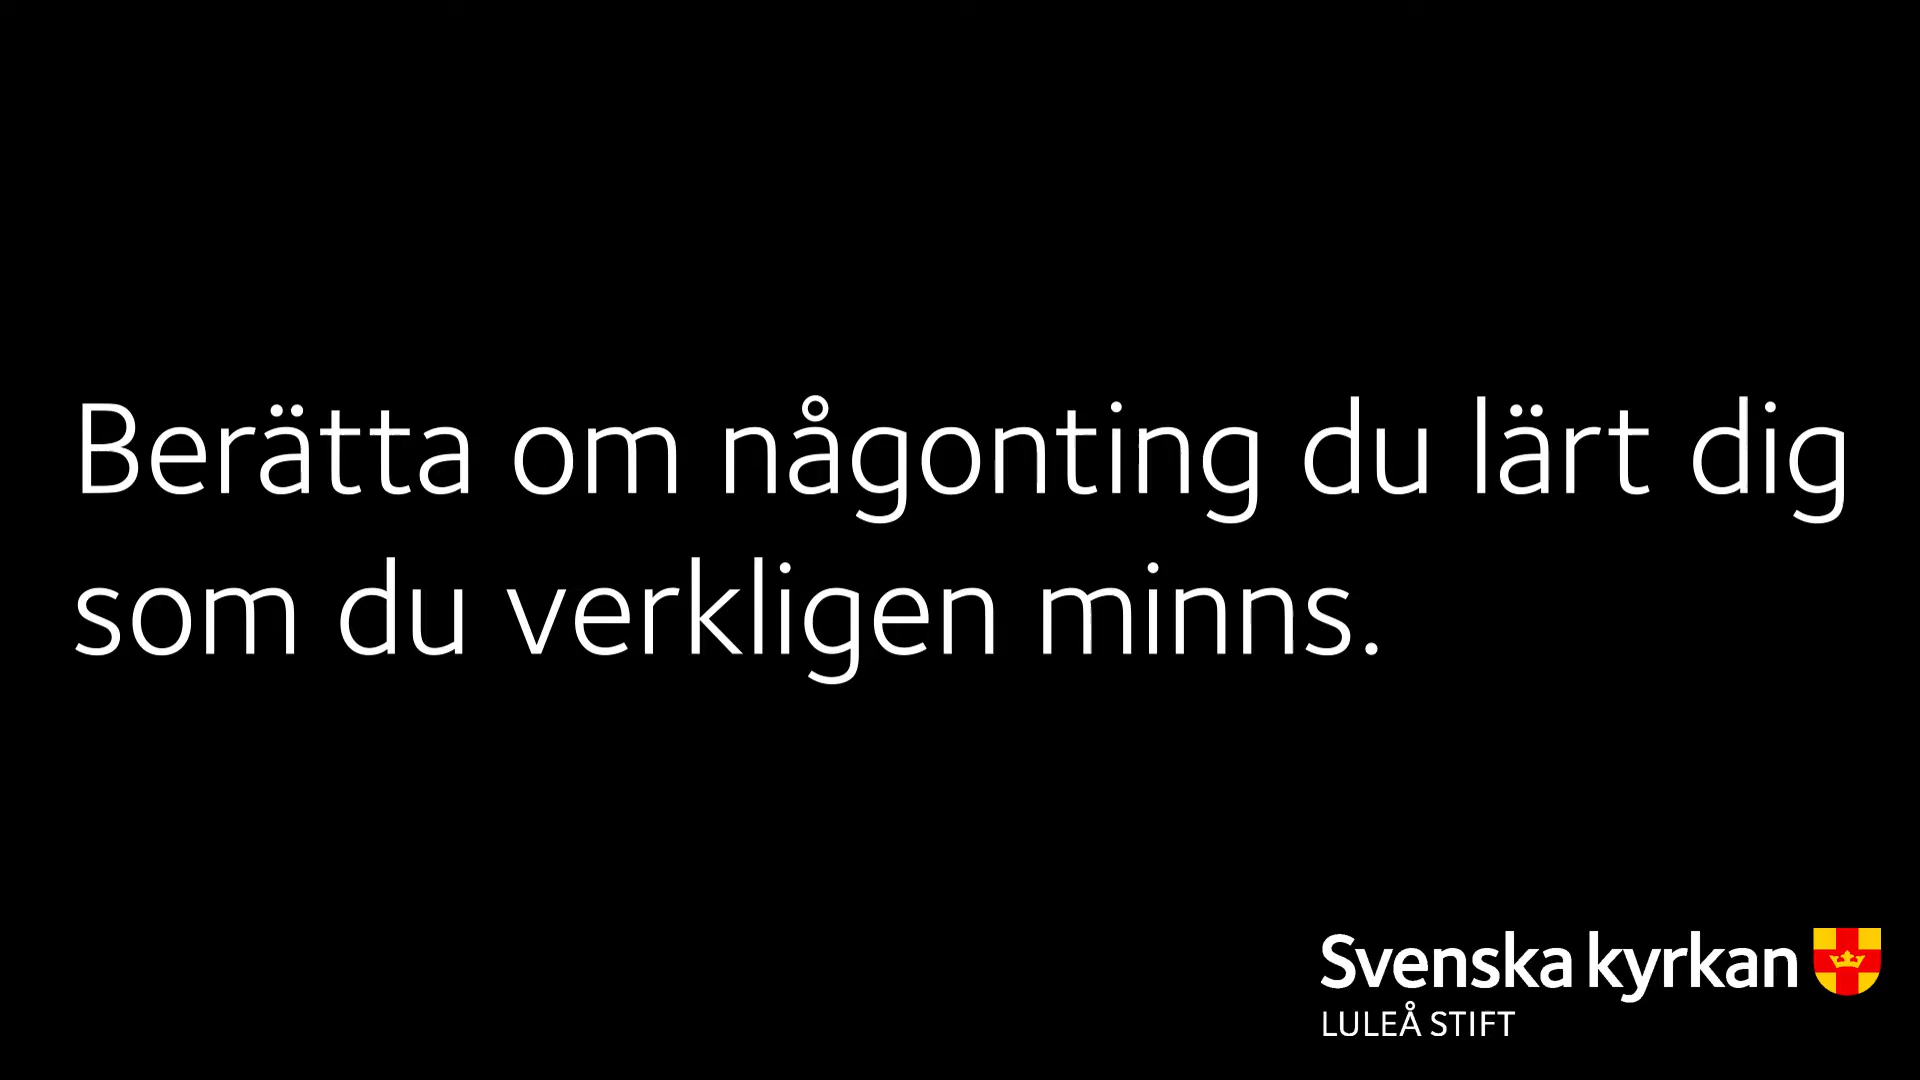 Berätta om någonting du lärt dig
som du verkligen minns.
Svenska kyrkan
LULEÅ STIFT